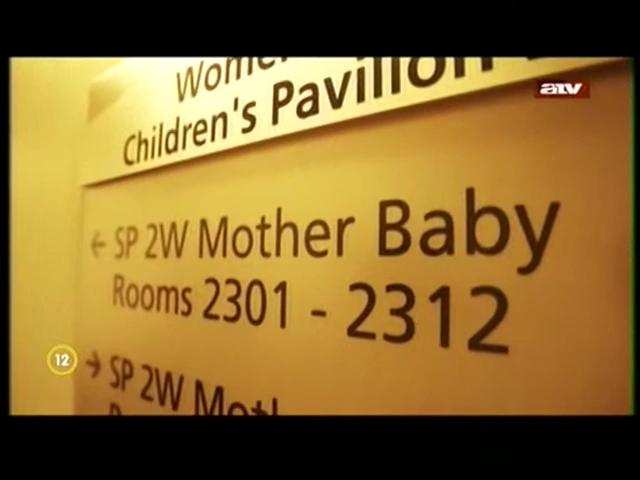 Children's Pavilion
atv
← SP 2W Mother Baby
Rooms 2301 - 2312
12
→ SP 2W